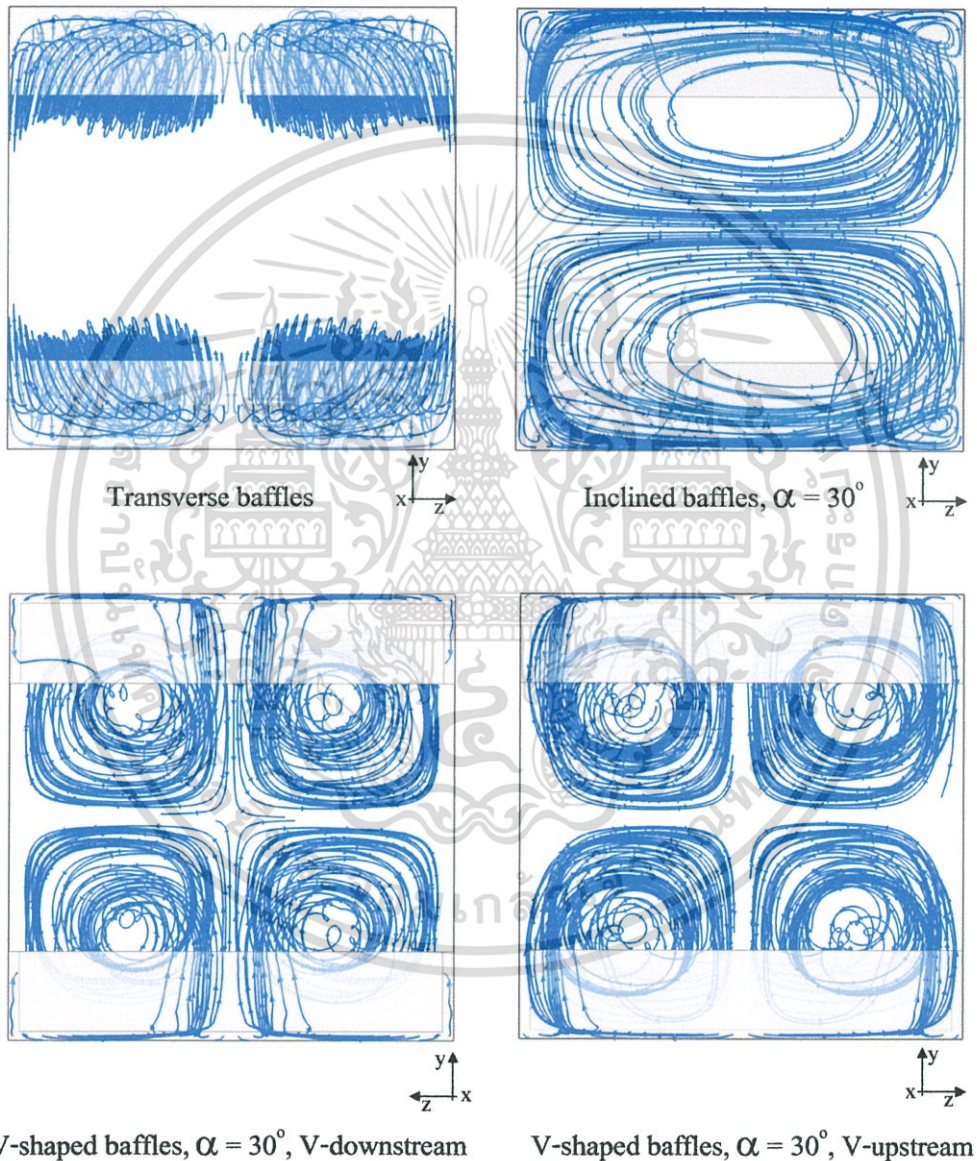 y
x z
Transverse baffles
y
x z
Inclined baffles, α = 30°
y
z x
V-shaped baffles, α = 30°, V-downstream
y
x z
V-shaped baffles, α = 30°, V-upstream